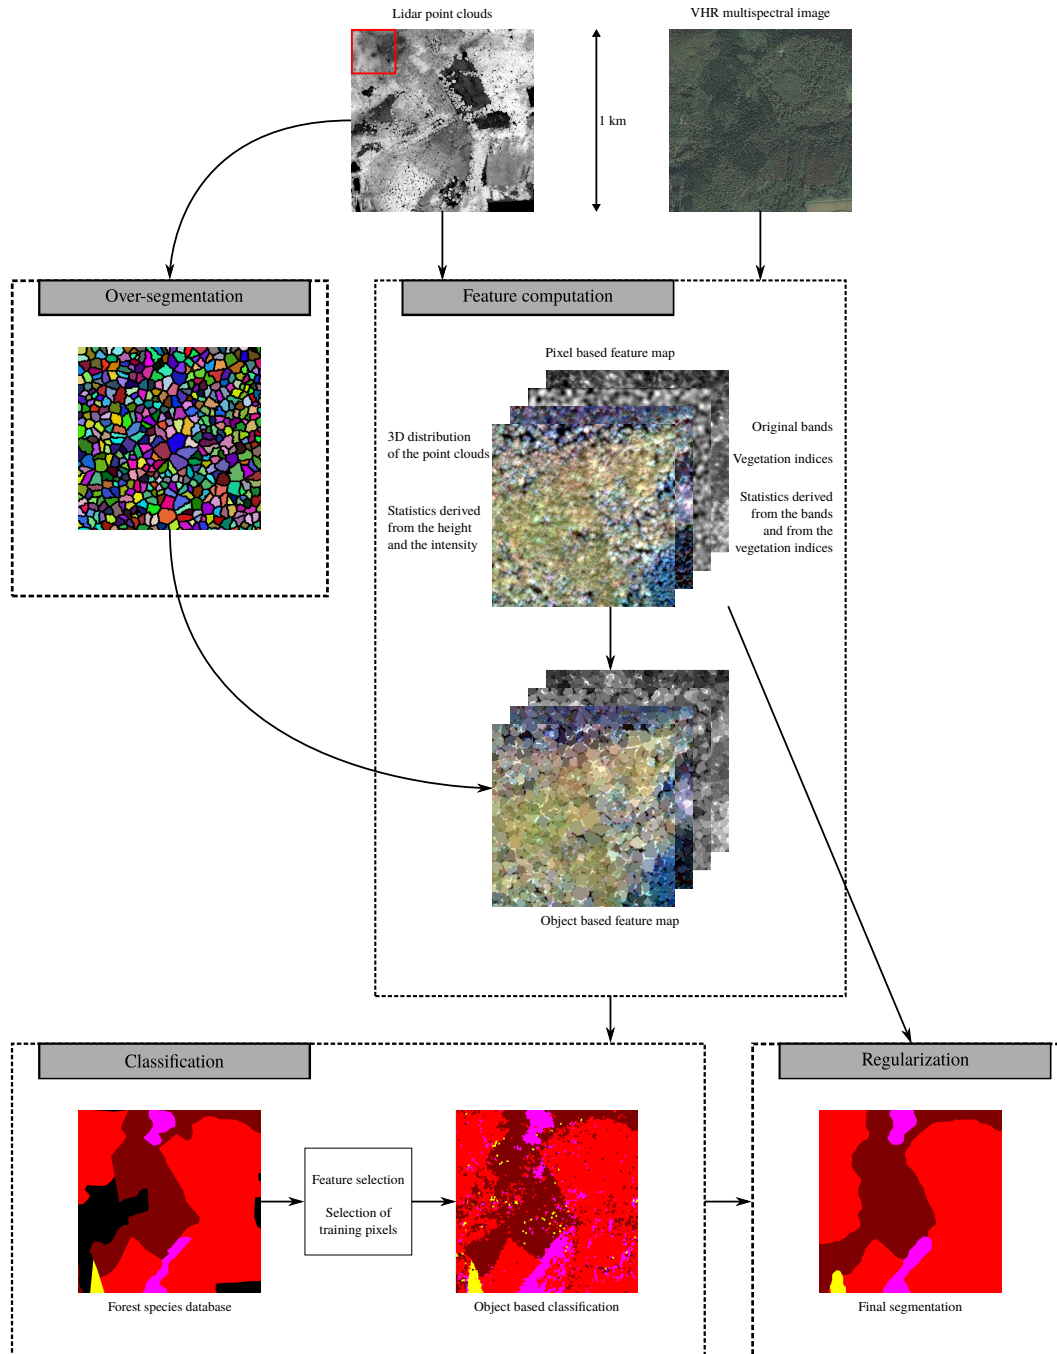 Lidar point clouds
VHR multispectral image
1 km
Over-segmentation
Feature computation
Pixel based feature map
3D distribution
of the point clouds
Statistics derived
from the height
and the intensity
Original bands
Vegetation indices
Statistics derived
from the bands
and from the
vegetation indices
Object based feature map
Classification
Regularization
Feature selection
Selection of
training pixels
Forest species database
Object based classification
Final segmentation